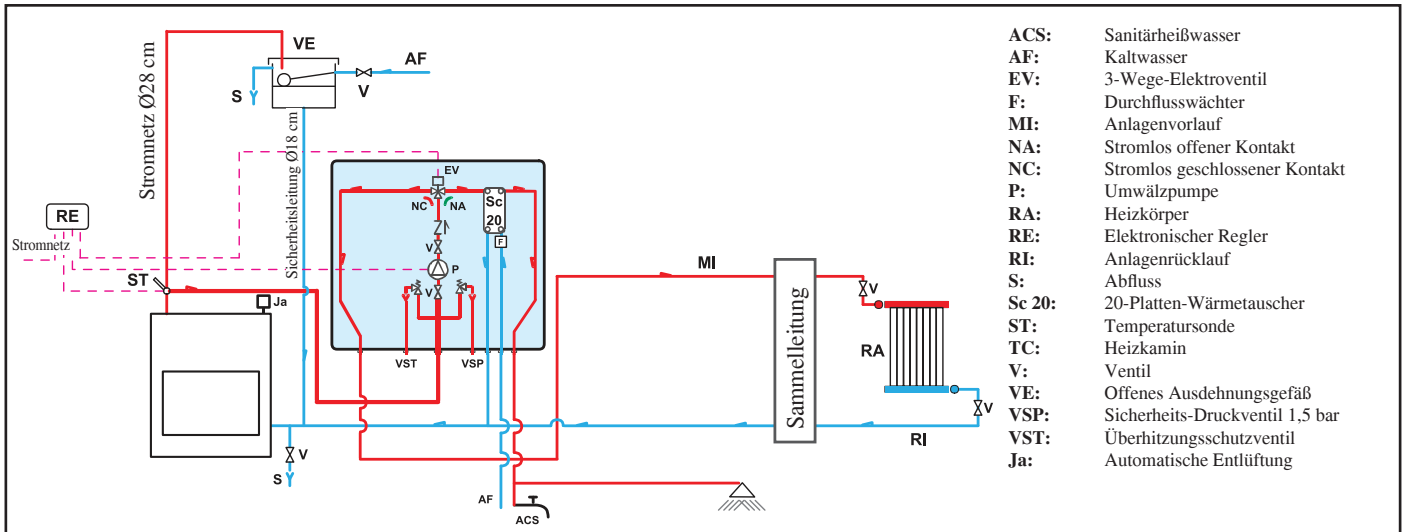 VE
AF
V
S
Stromnetz Ø28 cm
Sicherheitsleitung Ø18 cm
EV
NC
NA
Sc
20
F
V
P
V
RE
Stromnetz
ST
Ja
VST
VSP
MI
Sammelleitung
V
RA
V
RI
V
S
AF
ACS
ACS: Sanitärheißwasser
AF: Kaltwasser
EV: 3-Wege-Elektroventil
F: Durchflusswächter
MI: Anlagenvorlauf
NA: Stromlos offener Kontakt
NC: Stromlos geschlossener Kontakt
P: Umwälzpumpe
RA: Heizkörper
RE: Elektronischer Regler
RI: Anlagenrücklauf
S: Abfluss
Sc 20: 20-Platten-Wärmetauscher
ST: Temperatursonde
TC: Heizkamin
V: Ventil
VE: Offenes Ausdehnungsgefäß
VSP: Sicherheits-Druckventil 1,5 bar
VST: Überhitzungsschutzventil
Ja: Automatische Entlüftung